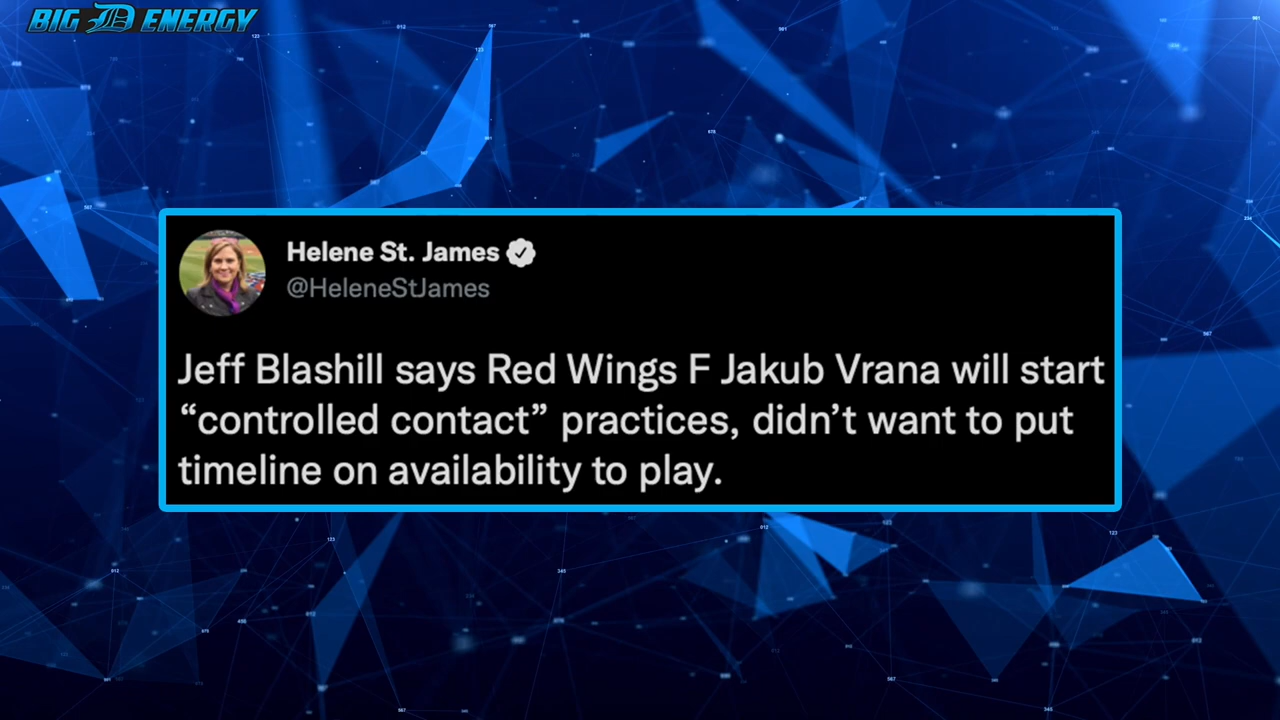 BIG D ENERGY
Helene St. James
@HeleneStJames
Jeff Blashill says Red Wings F Jakub Vrana will start
“controlled contact” practices, didn’t want to put
timeline on availability to play.